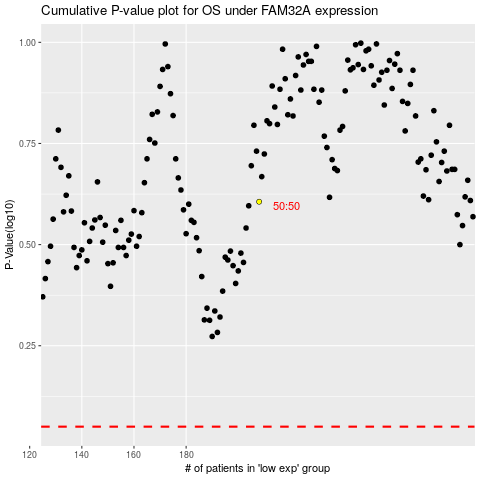 Cumulative P-value plot for OS under FAM32A expression
P-Value(log10)
1.00
0.75
0.50
0.25
50:50
120 140 160 180
# of patients in 'low exp' group